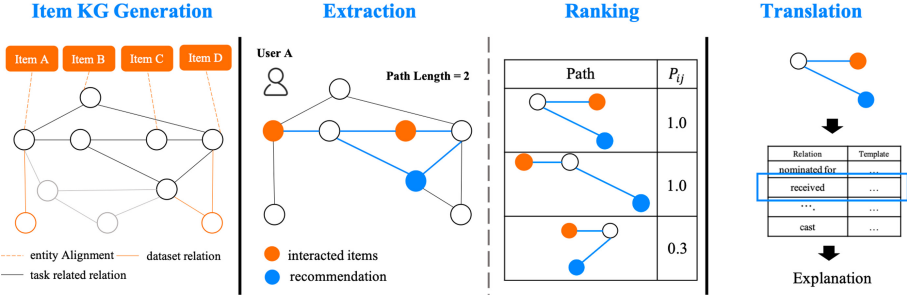 Item KG Generation
Item A
Item B
Item C
Item D
entity Alignment
dataset relation
task related relation
Extraction
User A
Path Length = 2
interacted items
recommendation
Ranking
Path
P_{ij}
1.0
1.0
0.3
Translation
Relation
Template
nominated for
...
received
...
...
...
cast
...
Explanation